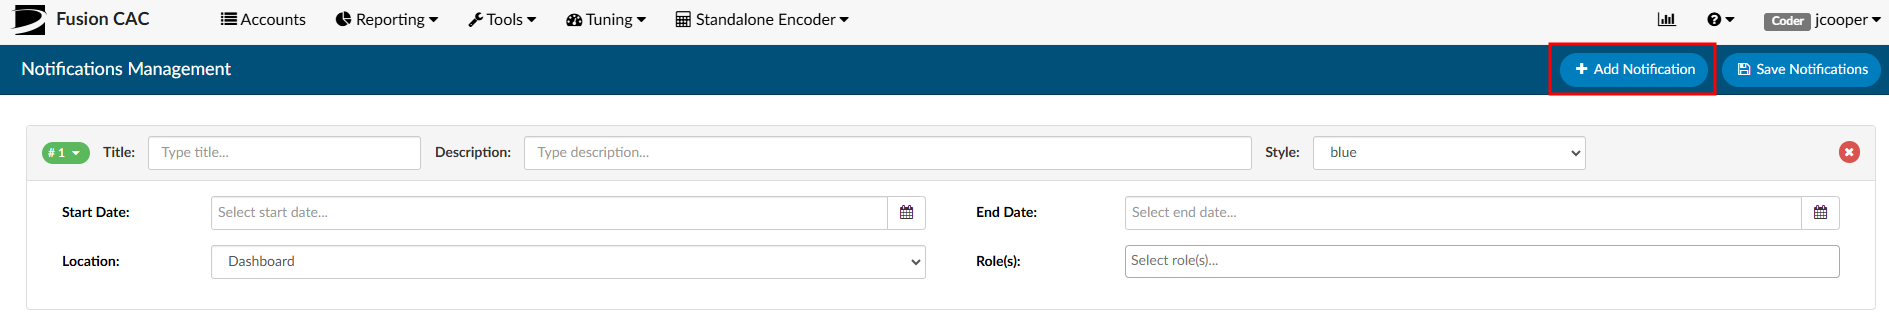 Fusion CAC Accounts Reporting Tools Tuning Standalone Encoder Coder jcooper
Notifications Management + Add Notification Save Notifications
# 1 Title: Type title... Description: Type description... Style: blue
Start Date: Select start date... End Date: Select end date...
Location: Dashboard Role(s): Select role(s)...